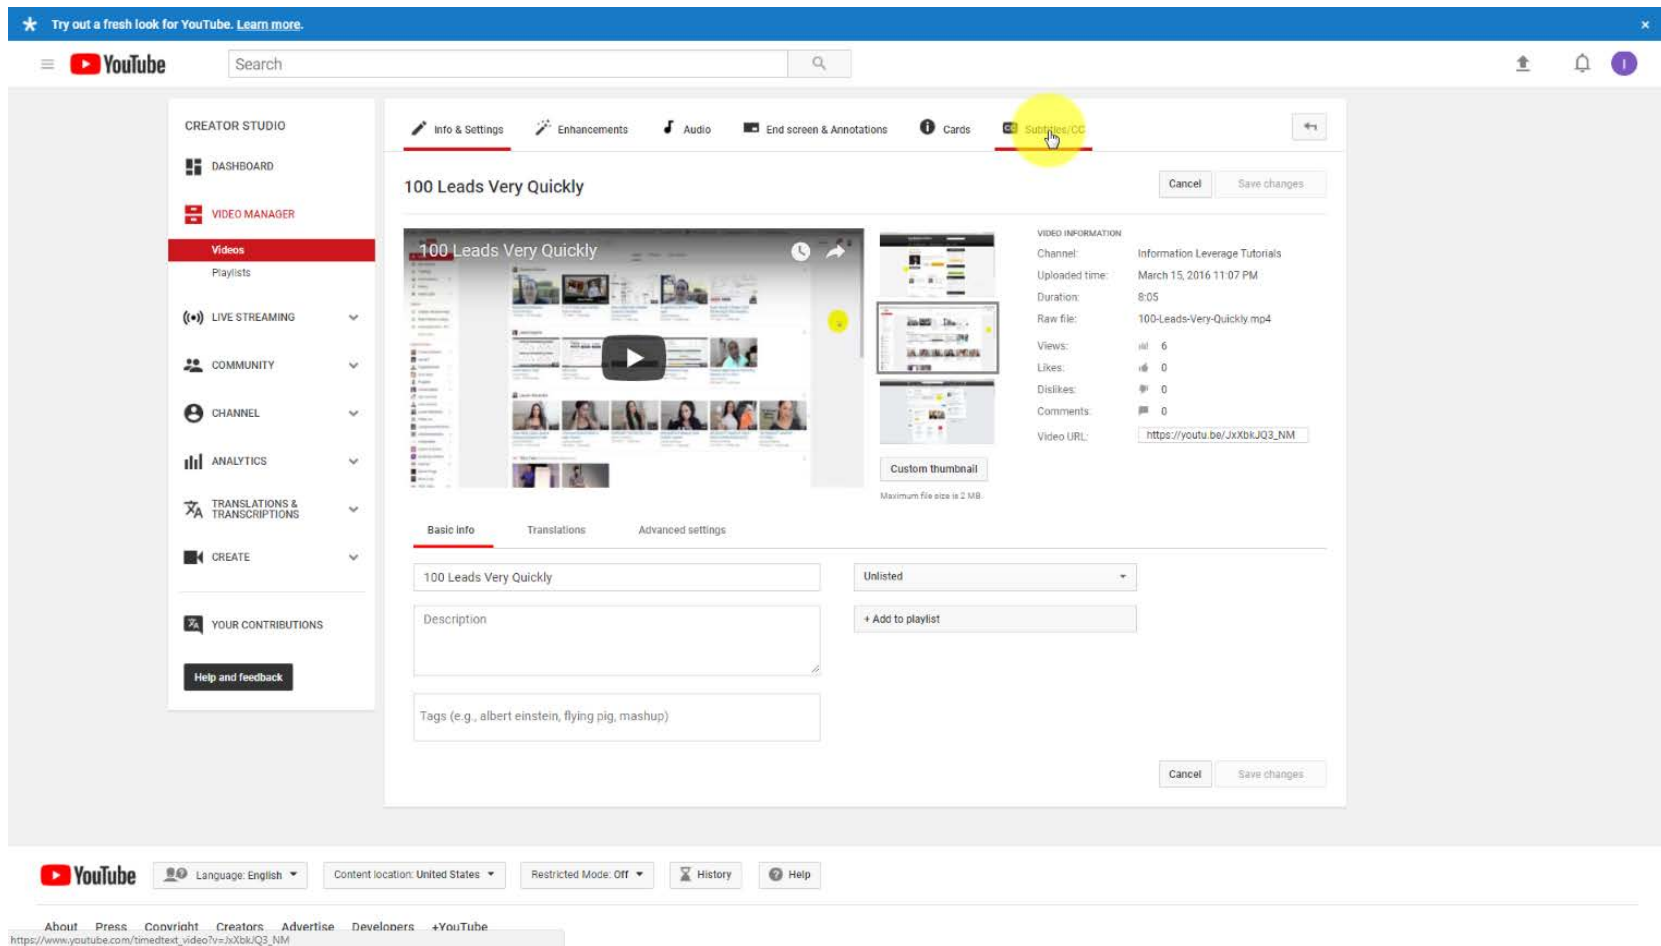 Try out a fresh look for YouTube. Learn more.
×
YouTube
Search
I
CREATOR STUDIO
DASHBOARD
VIDEO MANAGER
Videos
Playlists
LIVE STREAMING
COMMUNITY
CHANNEL
ANALYTICS
TRANSLATIONS &
TRANSCRIPTIONS
CREATE
YOUR CONTRIBUTIONS
Help and feedback
Info & Settings
Enhancements
Audio
End screen & Annotations
Cards
Subtitles/CC
100 Leads Very Quickly
Cancel
Save changes
100 Leads Very Quickly
Custom thumbnail
Maximum file size is 2 MB.
VIDEO INFORMATION
Channel: Information Leverage Tutorials
Uploaded time: March 15, 2016 11:07 PM
Duration: 8:05
Raw file: 100-Leads-Very-Quickly.mp4
Views: 6
Likes: 0
Dislikes: 0
Comments: 0
Video URL: https://youtu.be/JxXbkJQ3_NM
Basic info
Translations
Advanced settings
100 Leads Very Quickly
Unlisted
Description
+ Add to playlist
Tags (e.g., albert einstein, flying pig, mashup)
Cancel
Save changes
YouTube
Language: English
Content location: United States
Restricted Mode: Off
History
Help
About Press Copyright Creators Advertise Developers +YouTube
https://www.youtube.com/timedtext_video?v=JxXbkJQ3_NM